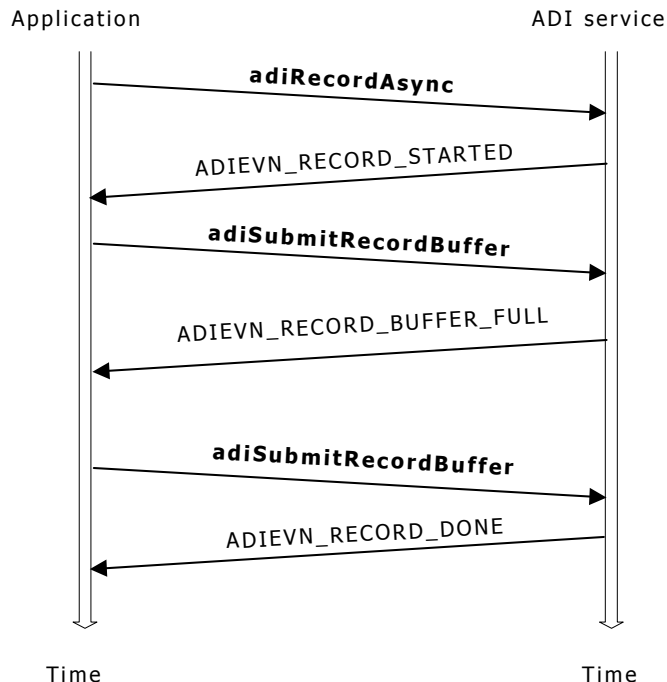 Application
ADI service
adiRecordAsync
ADIEVN_RECORD_STARTED
adiSubmitRecordBuffer
ADIEVN_RECORD_BUFFER_FULL
adiSubmitRecordBuffer
ADIEVN_RECORD_DONE
Time
Time